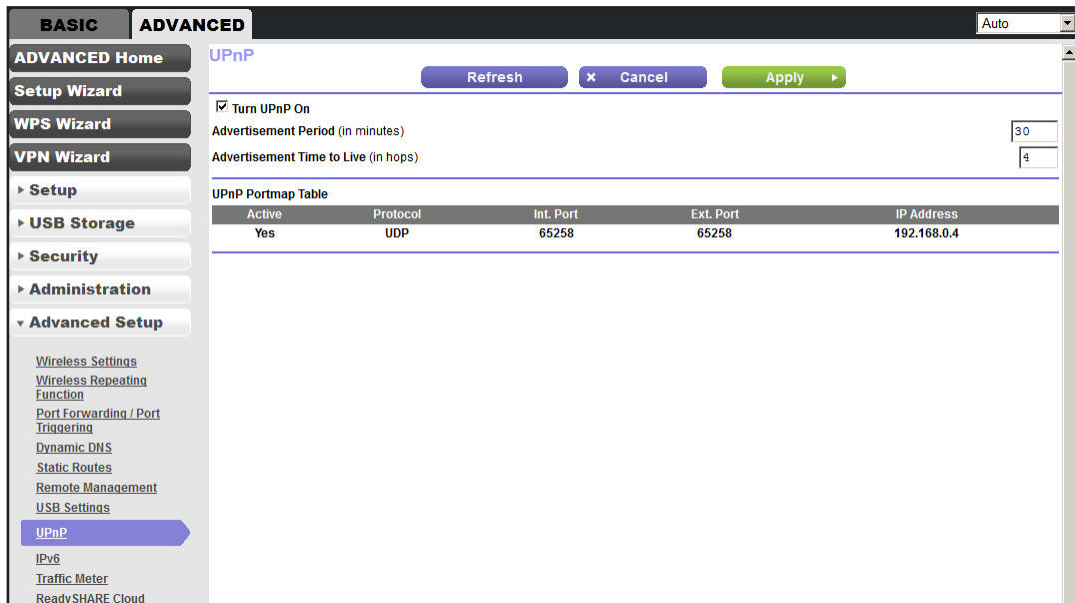 BASIC
ADVANCED
Auto
ADVANCED Home
Setup Wizard
WPS Wizard
VPN Wizard
Setup
USB Storage
Security
Administration
Advanced Setup
Wireless Settings
Wireless Repeating
Function
Port Forwarding / Port
Triggering
Dynamic DNS
Static Routes
Remote Management
USB Settings
UPnP
IPv6
Traffic Meter
ReadySHARE Cloud
UPnP
Refresh
Cancel
Apply
Turn UPnP On
Advertisement Period (in minutes)
30
Advertisement Time to Live (in hops)
4
UPnP Portmap Table
Active Protocol Int. Port Ext. Port IP Address
Yes UDP 65258 65258 192.168.0.4